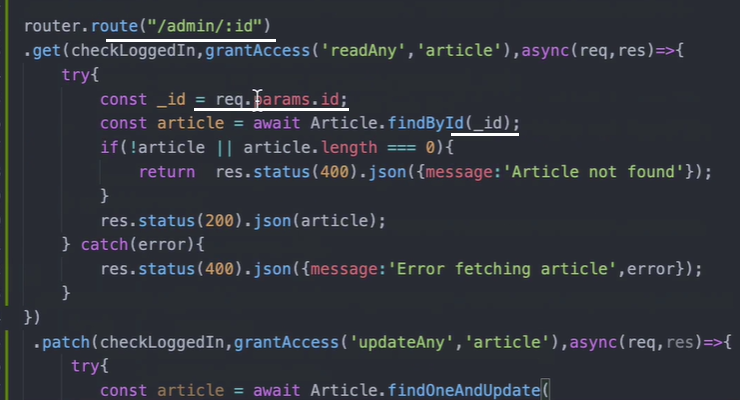 router.route("/admin/:id")
.get(checkLoggedIn,grantAccess('readAny','article'),async(req,res)=>{
try{
const _id = req.params.id;
const article = await Article.findById(_id);
if(!article || article.length === 0){
return  res.status(400).json({message:'Article not found'});
}
res.status(200).json(article);
} catch(error){
res.status(400).json({message:'Error fetching article',error});
}
})
.patch(checkLoggedIn,grantAccess('updateAny','article'),async(req,res)=>{
try{
const article = await Article.findOneAndUpdate(